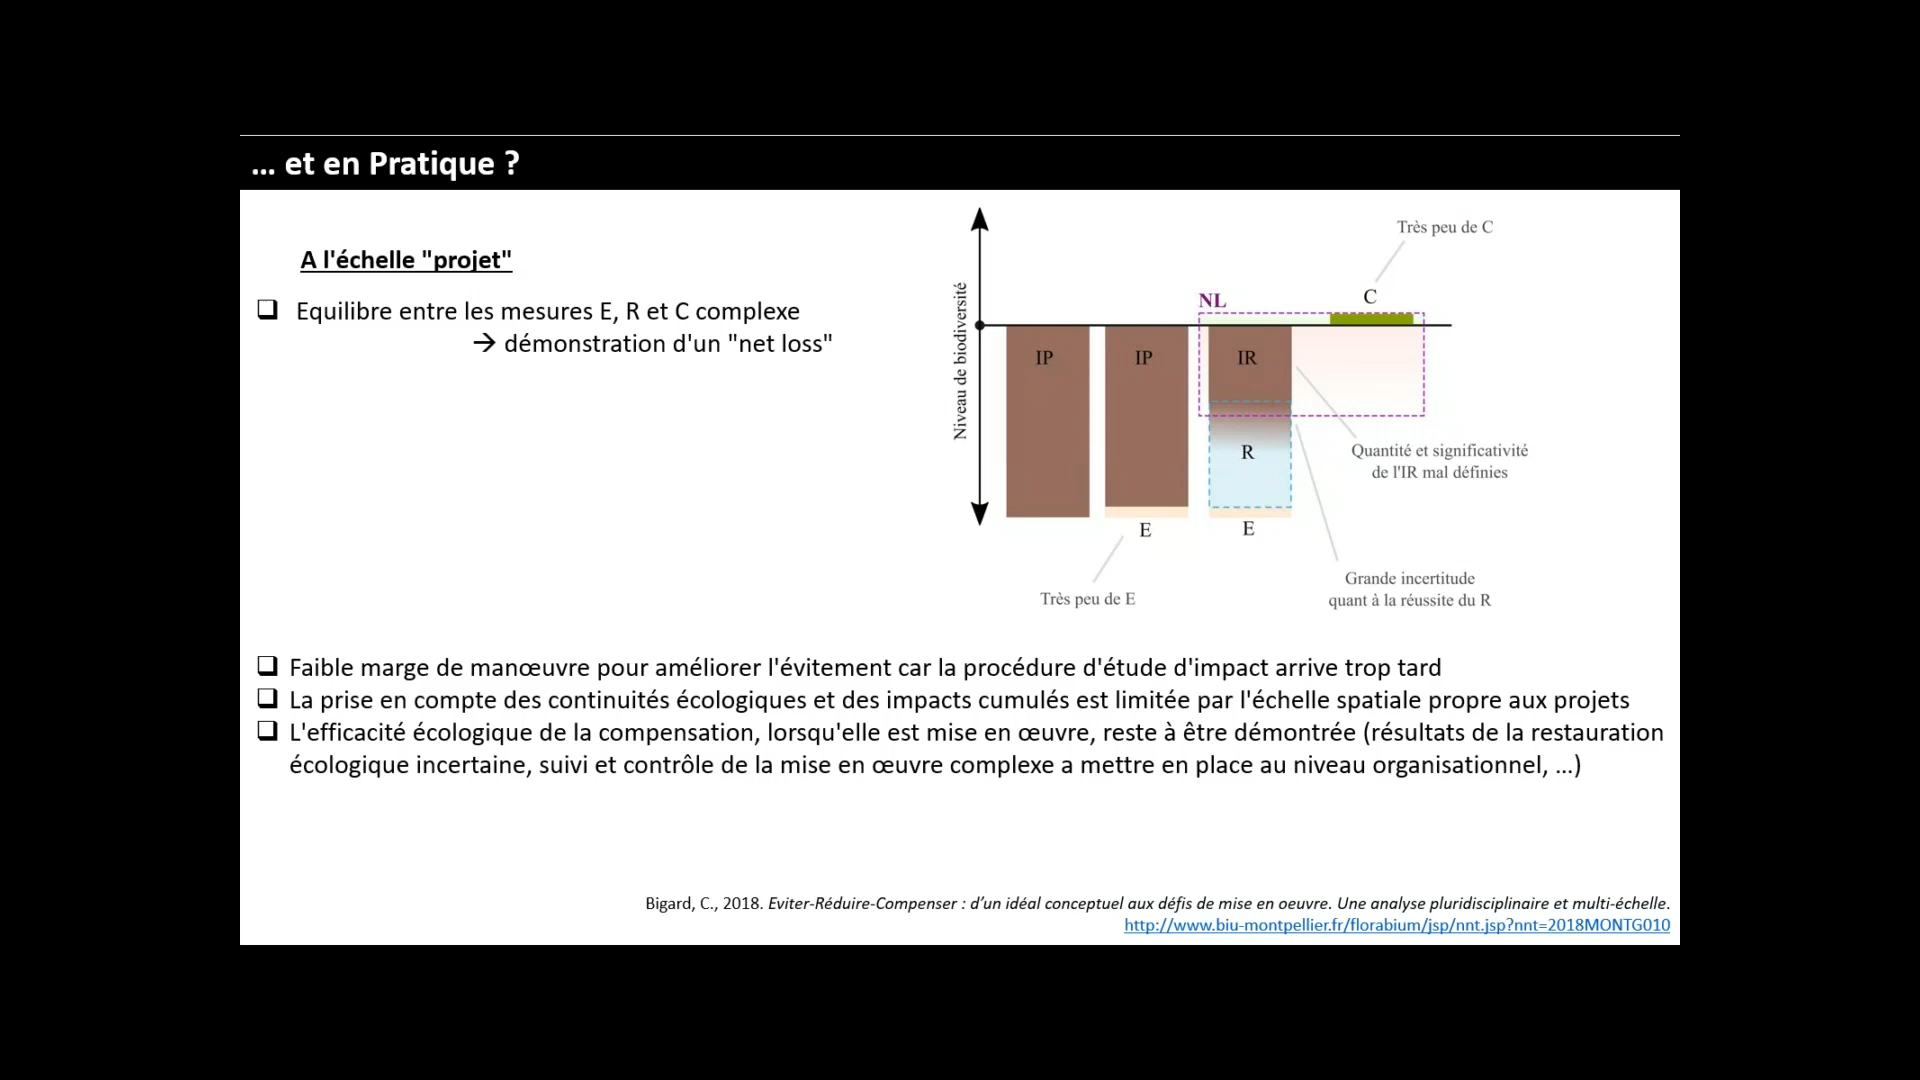 ... et en Pratique ?
A l'échelle "projet"
❑ Equilibre entre les mesures E, R et C complexe
→ démonstration d'un "net loss"
Niveau de biodiversité
Très peu de C
C
NL
IP
IP
IR
R
E
E
Quantité et significativité
de l'IR mal définies
Grande incertitude
quant à la réussite du R
Très peu de E
❑ Faible marge de manœuvre pour améliorer l'évitement car la procédure d'étude d'impact arrive trop tard
❑ La prise en compte des continuités écologiques et des impacts cumulés est limitée par l'échelle spatiale propre aux projets
❑ L'efficacité écologique de la compensation, lorsqu'elle est mise en œuvre, reste à être démontrée (résultats de la restauration
écologique incertaine, suivi et contrôle de la mise en œuvre complexe a mettre en place au niveau organisationnel, ...)
Bigard, C., 2018. Eviter-Réduire-Compenser : d’un idéal conceptuel aux défis de mise en oeuvre. Une analyse pluridisciplinaire et multi-échelle.
http://www.biu-montpellier.fr/florabium/jsp/nnt.jsp?nnt=2018MONTG010